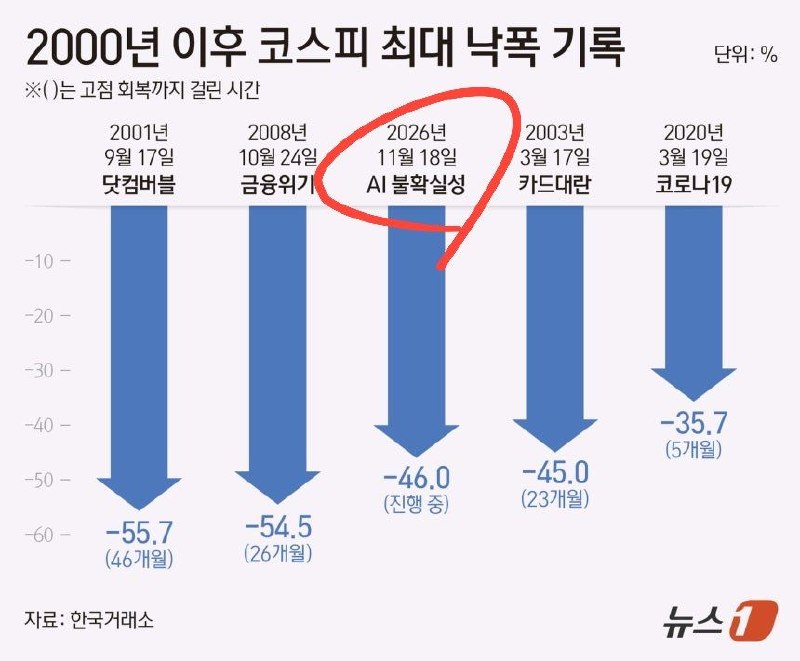 2000년 이후 코스피 최대 낙폭 기록
단위: %
※( )는 고점 회복까지 걸린 시간
2001년
9월 17일
닷컴버블
2008년
10월 24일
금융위기
2026년
11월 18일
AI 불확실성
2003년
3월 17일
카드대란
2020년
3월 19일
코로나19
-10
-20
-30
-40
-50
-60
-55.7
(46개월)
-54.5
(26개월)
-46.0
(진행 중)
-45.0
(23개월)
-35.7
(5개월)
자료: 한국거래소
뉴스1